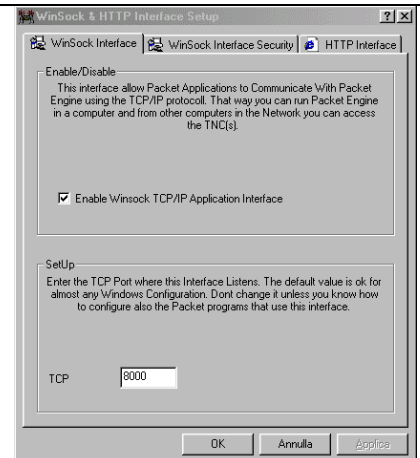 WinSock & HTTP Interface Setup
WinSock Interface
WinSock Interface Security
HTTP Interface
Enable/Disable
This interface allow Packet Applications to Communicate With Packet
Engine using the TCP/IP protocoll. That way you can run Packet Engine
in a computer and from other computers in the Network you can access
the TNC(s).
Enable Winsock TCP/IP Application Interface
SetUp
Enter the TCP Port where this Interface Listens. The default value is ok for
almost any Windows Configuration. Dont change it unless you know how
to configure also the Packet programs that use this interface.
TCP
8000
OK
Annulla
Applica